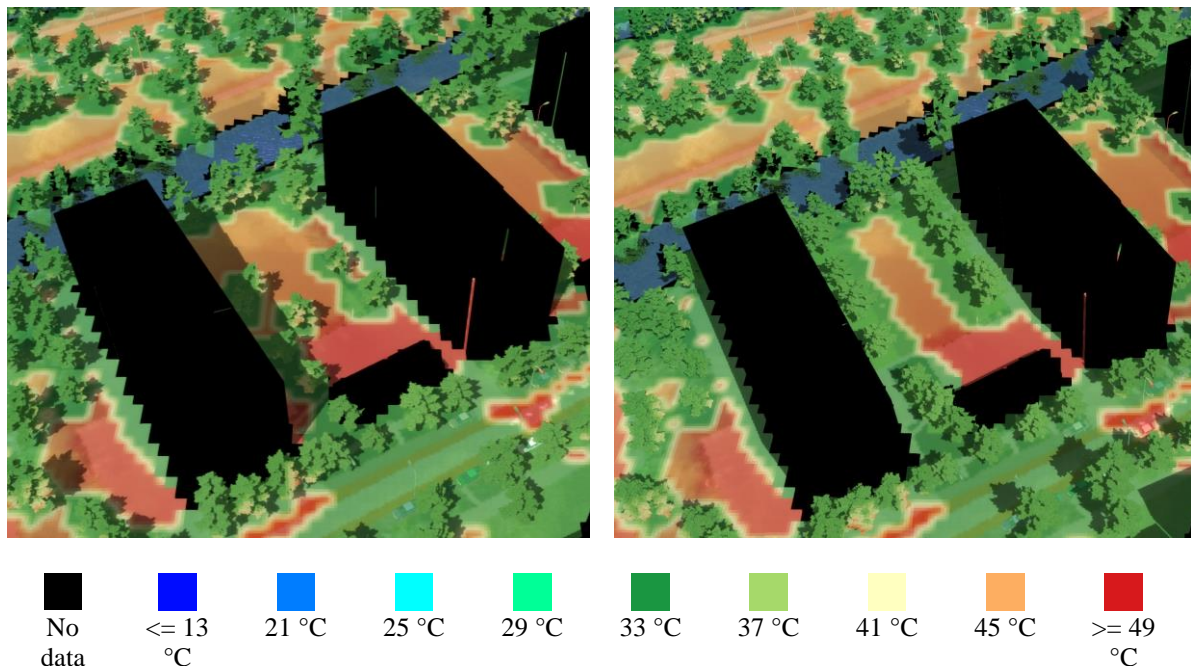 No data
<= 13 °C
21 °C
25 °C
29 °C
33 °C
37 °C
41 °C
45 °C
>= 49 °C